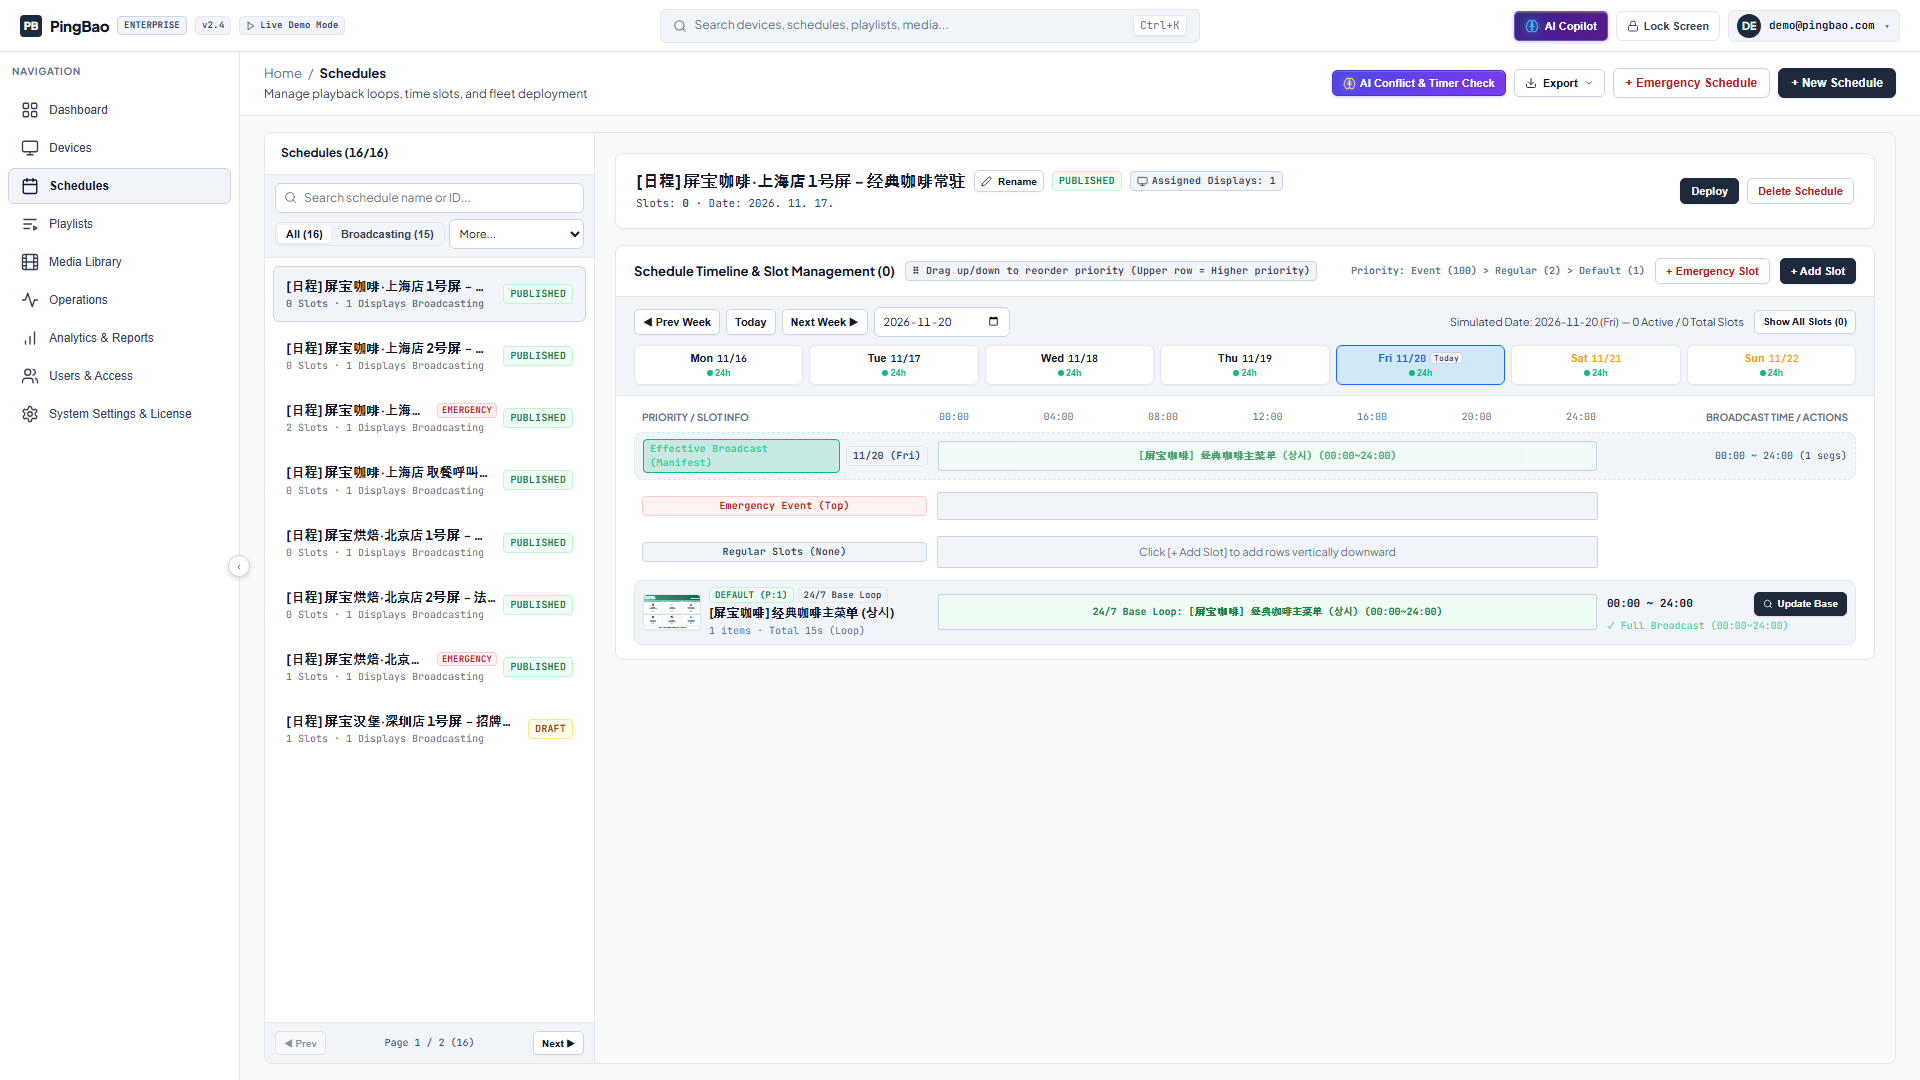 PB PingBao ENTERPRISE v2.4 Live Demo Mode
Search devices, schedules, playlists, media... Ctrl+K
AI Copilot Lock Screen DE demo@pingbao.com
NAVIGATION
Dashboard
Devices
Schedules
Playlists
Media Library
Operations
Analytics & Reports
Users & Access
System Settings & License
Home / Schedules
Manage playback loops, time slots, and fleet deployment
AI Conflict & Timer Check Export + Emergency Schedule + New Schedule
Schedules (16/16)
Search schedule name or ID...
All (16) Broadcasting (15) More...
[日程]屏宝咖啡·上海店1号屏 – ... PUBLISHED
0 Slots · 1 Displays Broadcasting
[日程]屏宝咖啡·上海店2号屏 – ... PUBLISHED
0 Slots · 1 Displays Broadcasting
[日程]屏宝咖啡·上海... EMERGENCY PUBLISHED
2 Slots · 1 Displays Broadcasting
[日程]屏宝咖啡·上海店 取餐呼叫... PUBLISHED
0 Slots · 1 Displays Broadcasting
[日程]屏宝烘焙·北京店1号屏 – ... PUBLISHED
0 Slots · 1 Displays Broadcasting
[日程]屏宝烘焙·北京店2号屏 – 法... PUBLISHED
0 Slots · 1 Displays Broadcasting
[日程]屏宝烘焙·北京... EMERGENCY PUBLISHED
1 Slots · 1 Displays Broadcasting
[日程]屏宝汉堡·深圳店1号屏 – 招牌... DRAFT
1 Slots · 1 Displays Broadcasting
◀ Prev Page 1 / 2 (16) Next ▶
[日程]屏宝咖啡·上海店1号屏 – 经典咖啡常驻 Rename PUBLISHED Assigned Displays: 1
Slots: 0 · Date: 2026. 11. 17.
Deploy Delete Schedule
Schedule Timeline & Slot Management (0) ⠿ Drag up/down to reorder priority (Upper row = Higher priority) Priority: Event (100) > Regular (2) > Default (1) + Emergency Slot + Add Slot
◀ Prev Week Today Next Week ▶ 2026-11-20 Simulated Date: 2026-11-20 (Fri) — 0 Active / 0 Total Slots Show All Slots (0)
Mon 11/16 Tue 11/17 Wed 11/18 Thu 11/19 Fri 11/20 Today Sat 11/21 Sun 11/22
24h 24h 24h 24h 24h 24h 24h
PRIORITY / SLOT INFO 00:00 04:00 08:00 12:00 16:00 20:00 24:00 BROADCAST TIME / ACTIONS
Effective Broadcast
(Manifest)
11/20 (Fri) [屏宝咖啡] 经典咖啡主菜单 (상시) (00:00~24:00) 00:00 ~ 24:00 (1 segs)
Emergency Event (Top)
Regular Slots (None) Click [+ Add Slot] to add rows vertically downward
DEFAULT (P:1) 24/7 Base Loop
[屏宝咖啡] 经典咖啡主菜单 (상시)
1 items · Total 15s (Loop)
24/7 Base Loop: [屏宝咖啡] 经典咖啡主菜单 (상시) (00:00~24:00)
00:00 ~ 24:00 Update Base
✓ Full Broadcast (00:00~24:00)